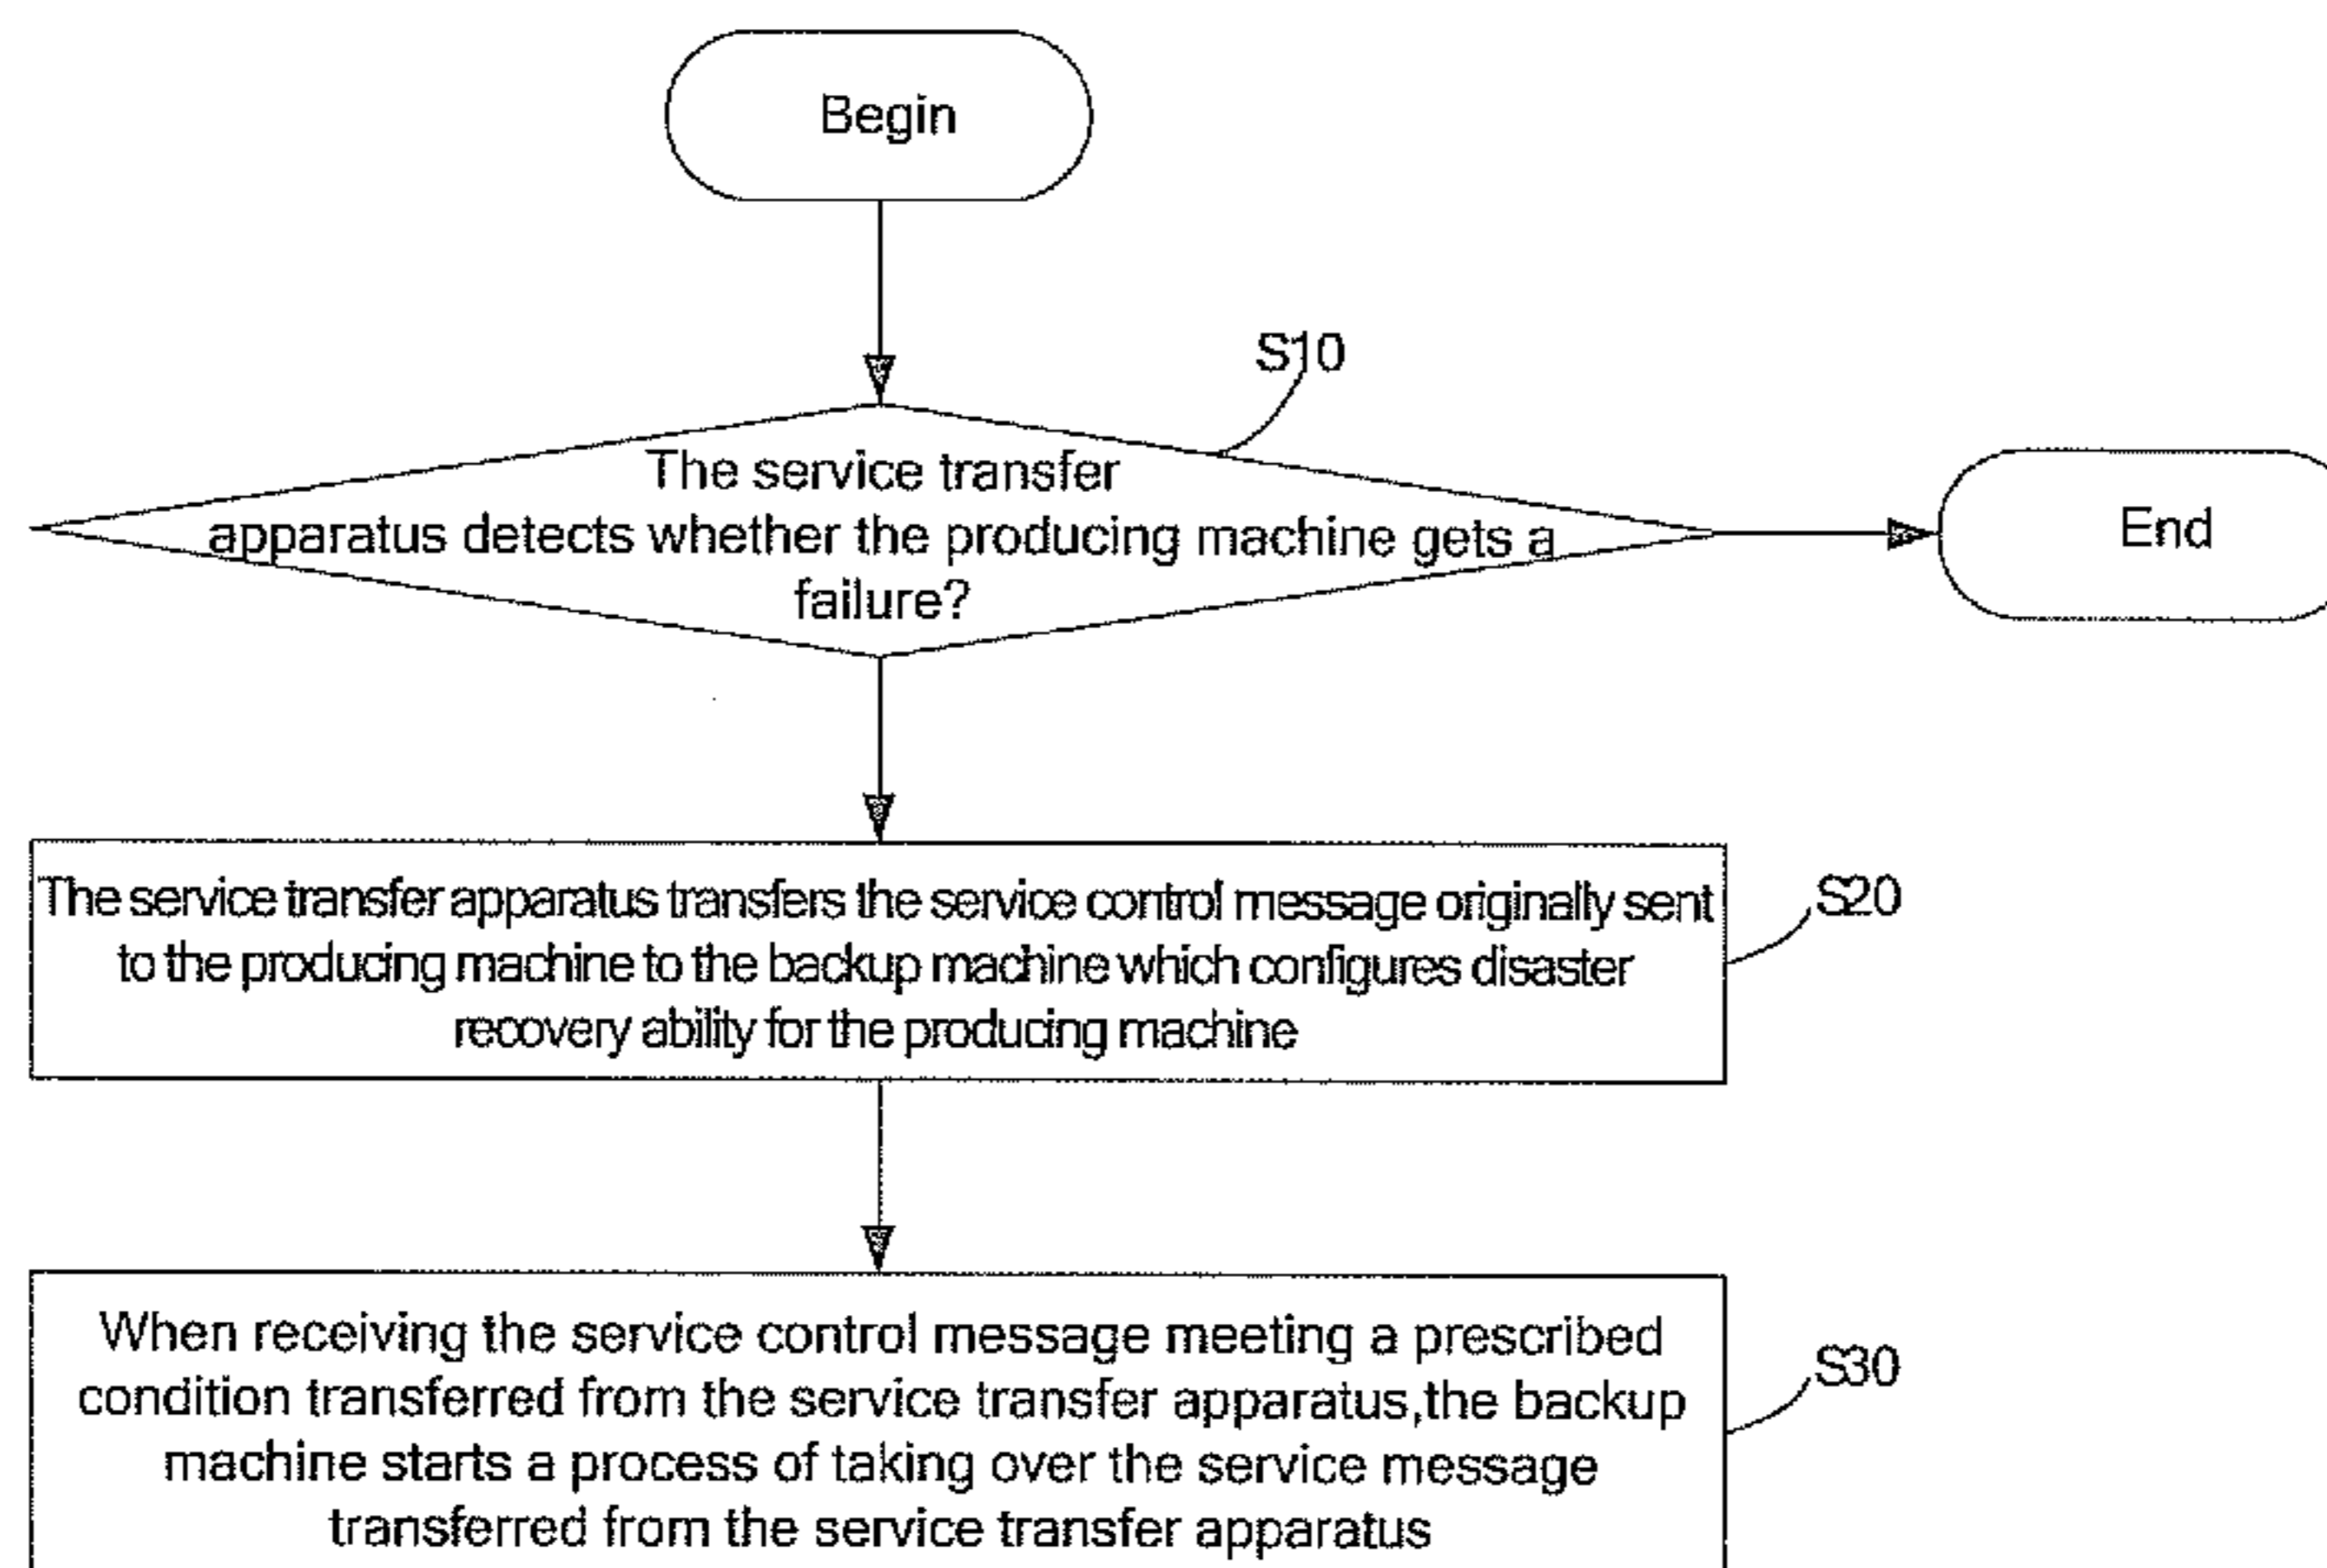 Begin
S10
The service transfer
apparatus detects whether the producing machine gets a
failure?
End
The service transfer apparatus transfers the service control message originally sent
to the producing machine to the backup machine which configures disaster
recovery ability for the producing machine
S20
When receiving the service control message meeting a prescribed
condition transferred from the service transfer apparatus,the backup
machine starts a process of taking over the service message
transferred from the service transfer apparatus
S30